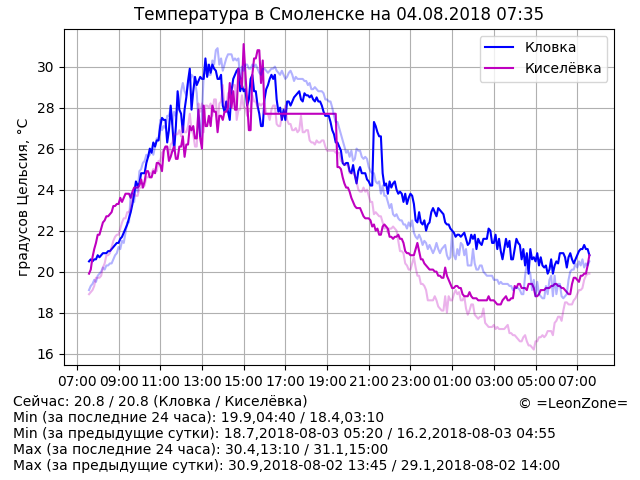 Температура в Смоленске на 04.08.2018 07:35
Кловка
Киселёвка
градусов Цельсия, °C
30
28
26
24
22
20
18
16
07:00 09:00 11:00 13:00 15:00 17:00 19:00 21:00 23:00 01:00 03:00 05:00 07:00
Сейчас: 20.8 / 20.8 (Кловка / Киселёвка)
© =LeonZone=
Min (за последние 24 часа): 19.9,04:40 / 18.4,03:10
Min (за предыдущие сутки): 18.7,2018-08-03 05:20 / 16.2,2018-08-03 04:55
Max (за последние 24 часа): 30.4,13:10 / 31.1,15:00
Max (за предыдущие сутки): 30.9,2018-08-02 13:45 / 29.1,2018-08-02 14:00